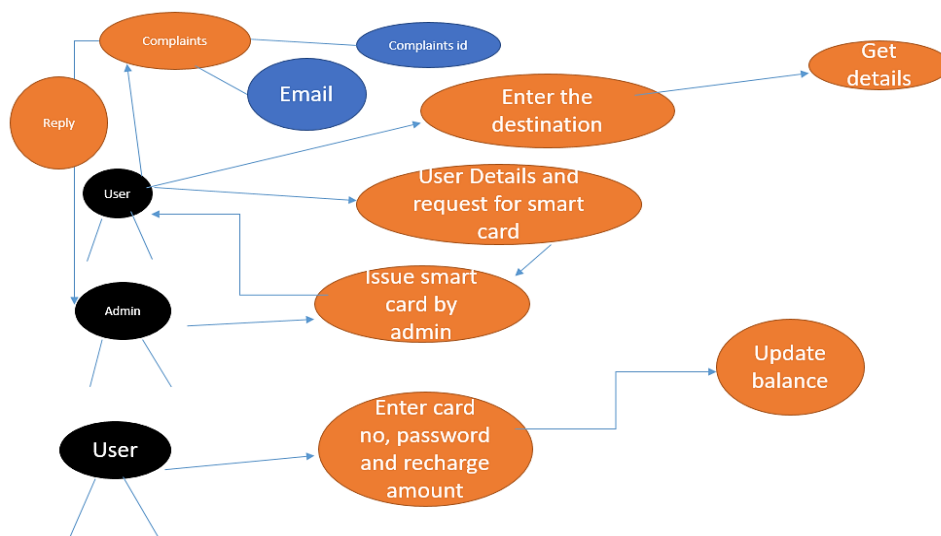 Complaints
Complaints id
Email
Get
details
Enter the
destination
Reply
User
User Details and
request for smart
card
Issue smart
card by
admin
Admin
Update
balance
Enter card
no, password
and recharge
amount
User